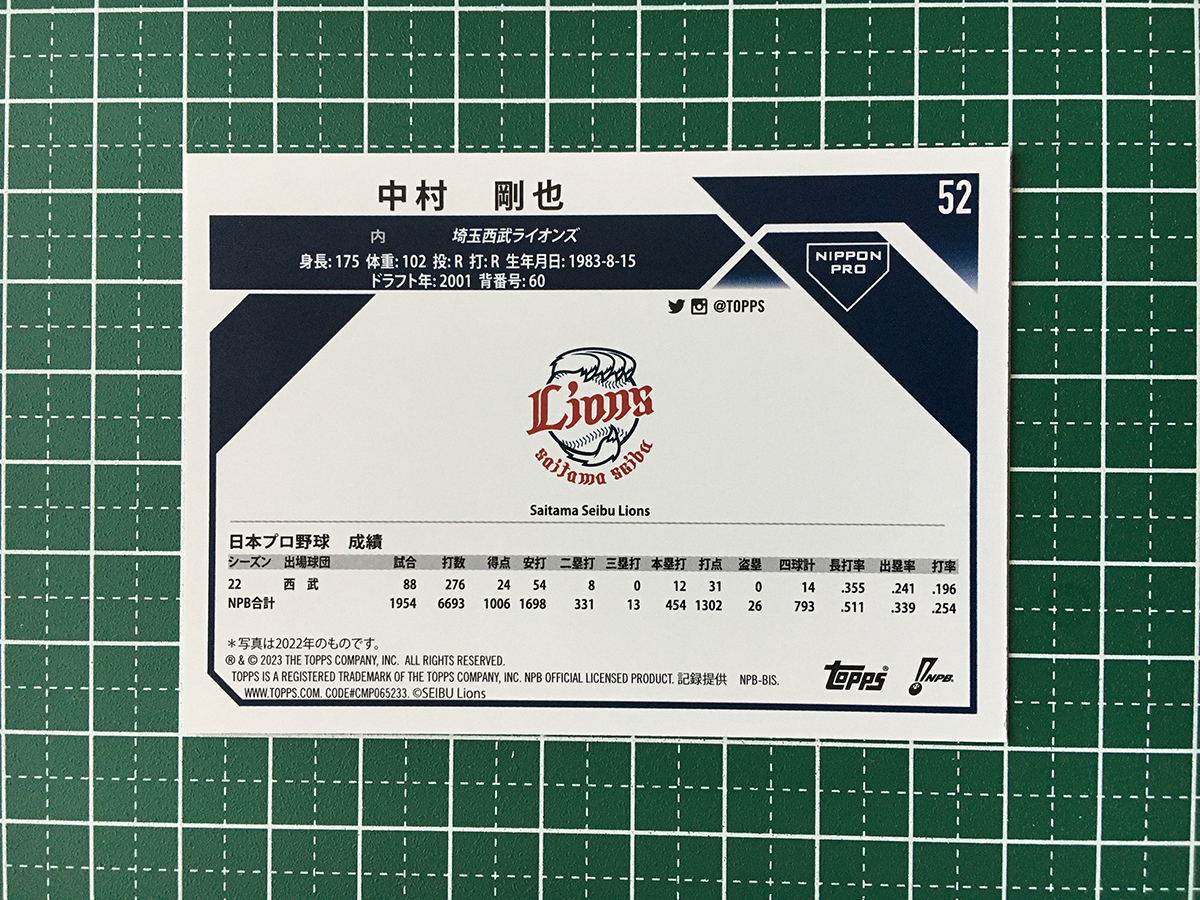 中村 剛也
52
内 埼玉西武ライオンズ
身長: 175 体重: 102 投: R 打: R 生年月日: 1983-8-15
ドラフト年: 2001 背番号: 60
NIPPON
PRO
@TOPPS
Lions
saitama seibu
Saitama Seibu Lions
日本プロ野球 成績
シーズン 出場球団 試合 打数 得点 安打 二塁打 三塁打 本塁打 打点 盗塁 四球計 長打率 出塁率 打率
22 西 武 88 276 24 54 8 0 12 31 0 14 .355 .241 .196
NPB合計 1954 6693 1006 1698 331 13 454 1302 26 793 .511 .339 .254
＊写真は2022年のものです。
® & © 2023 THE TOPPS COMPANY, INC. ALL RIGHTS RESERVED.
TOPPS IS A REGISTERED TRADEMARK OF THE TOPPS COMPANY, INC. NPB OFFICIAL LICENSED PRODUCT. 記録提供 NPB-BIS.
WWW.TOPPS.COM. CODE#CMP065233. ©SEIBU Lions
Topps®
NPB.